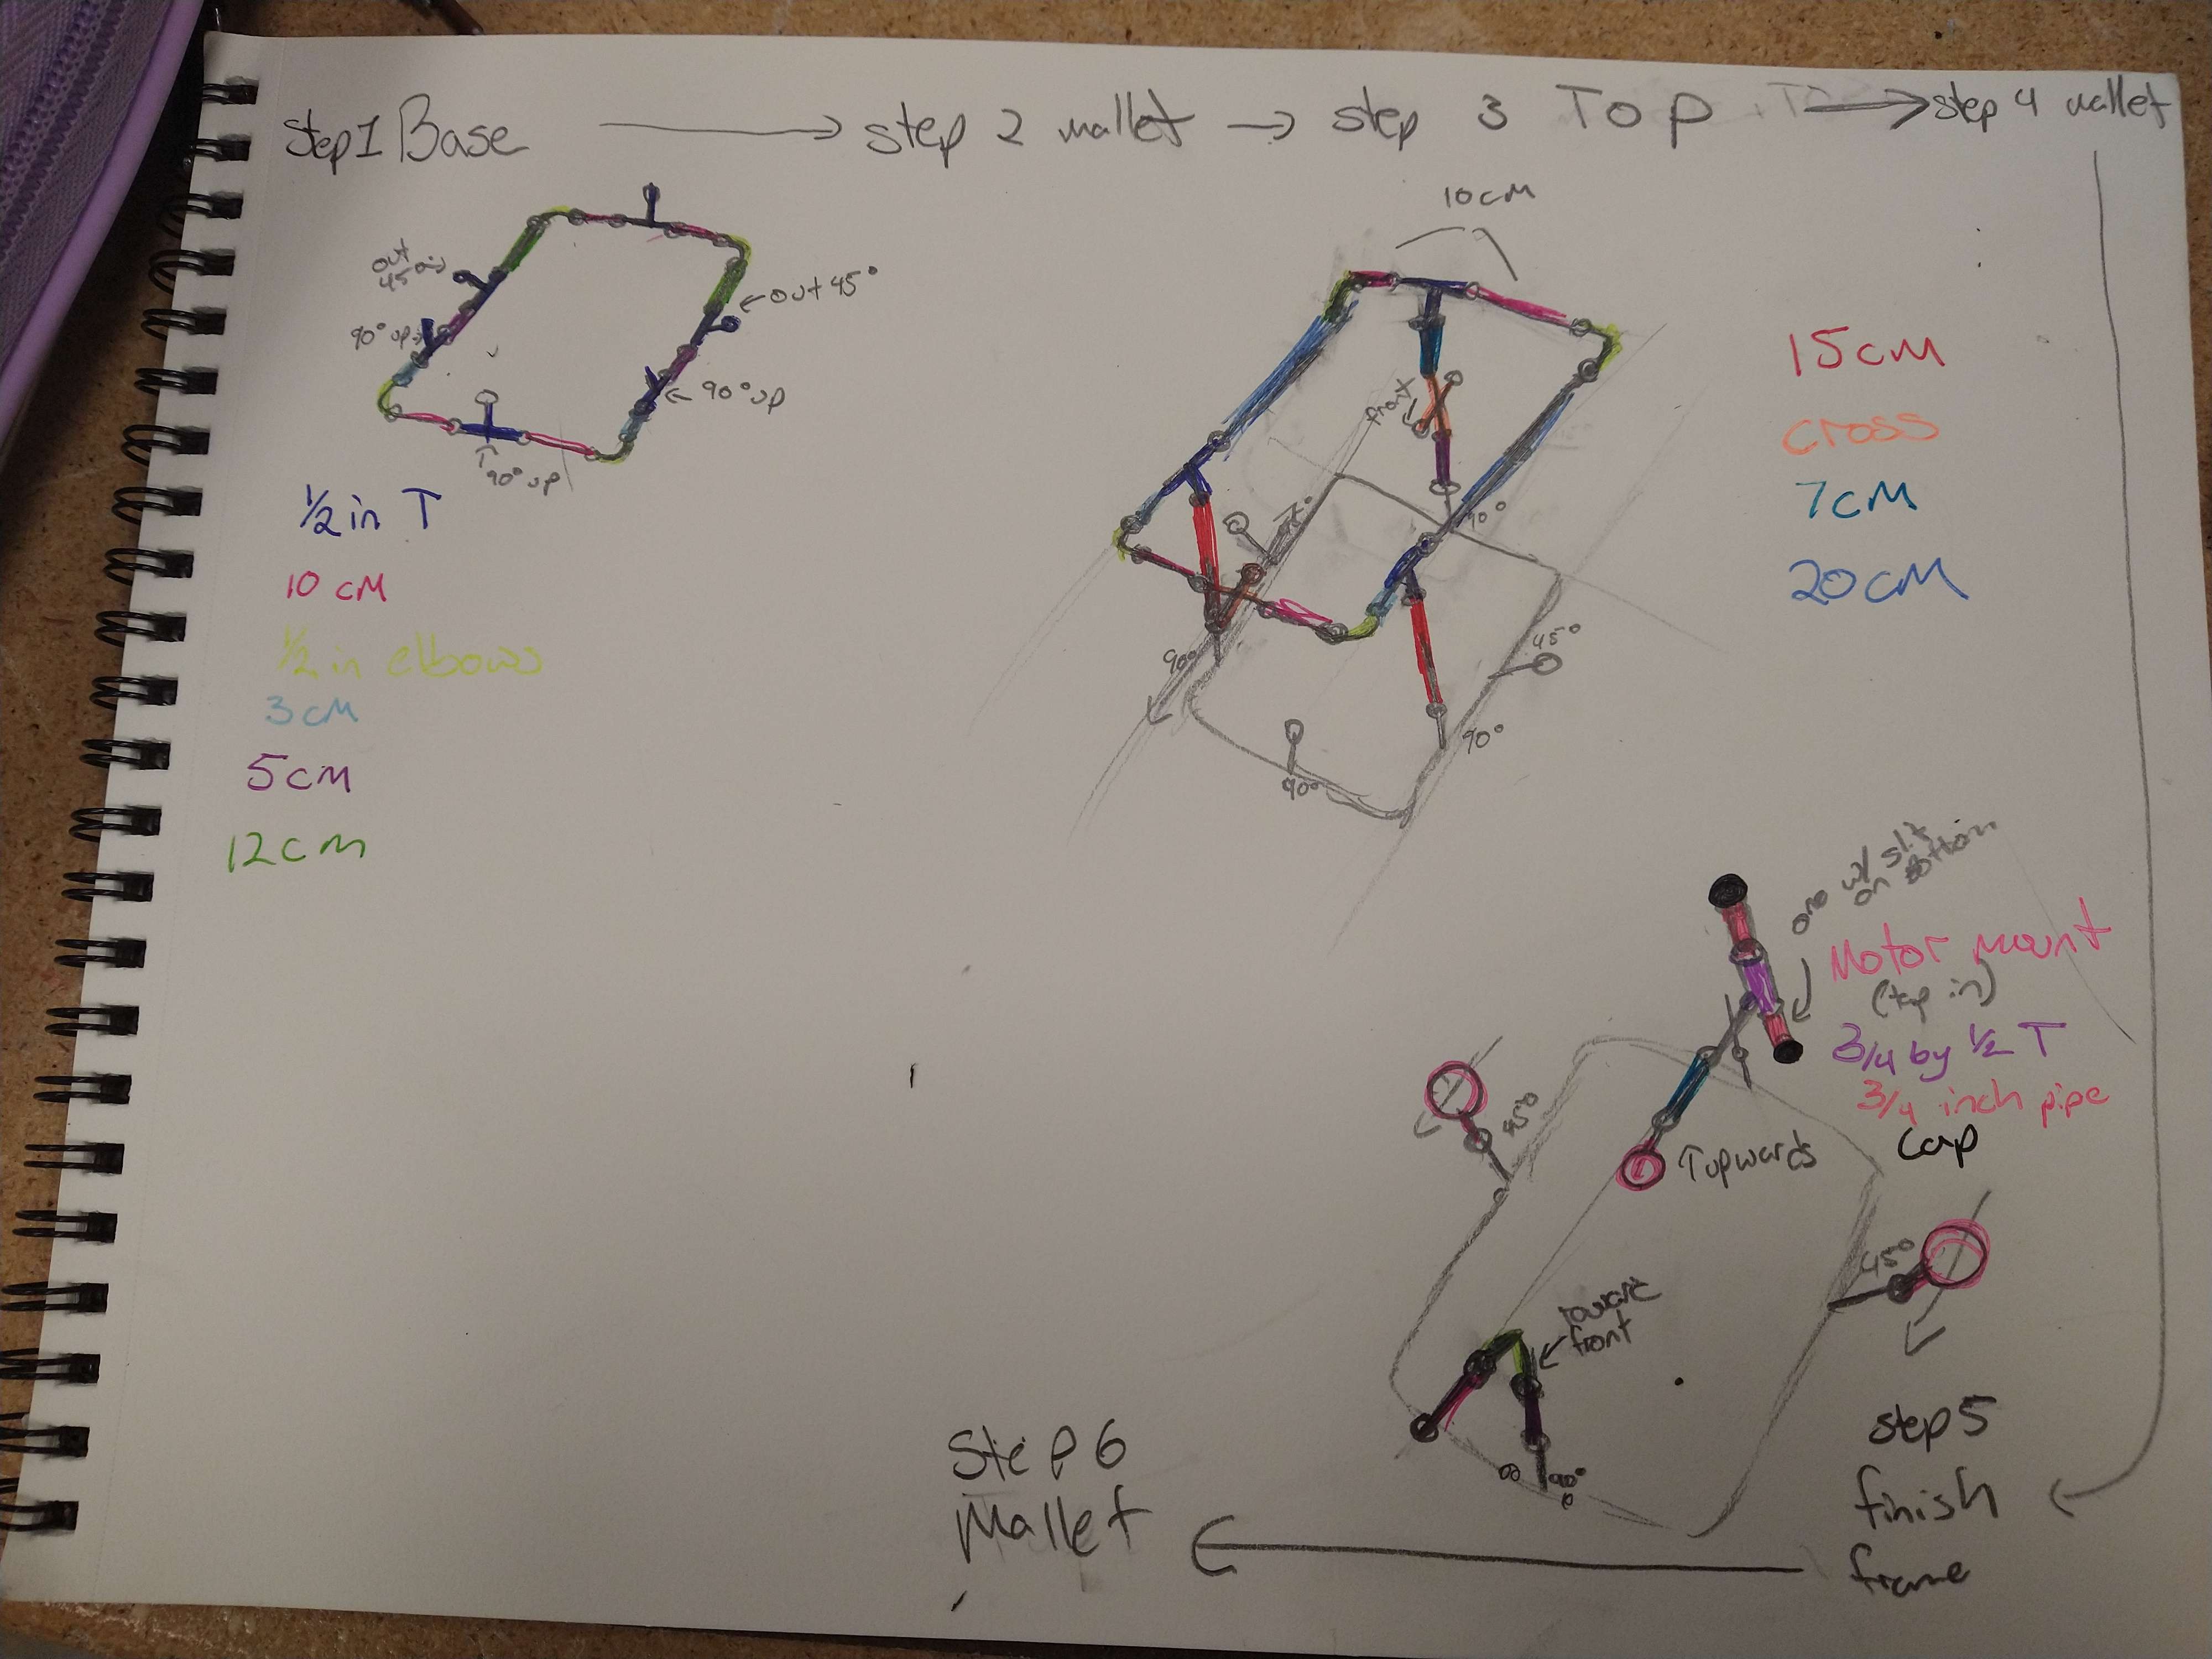 Step 1 Base → step 2 mallet → step 3 Top → step 4 mallet
out 45°
90° up
out 45°
90° up
90° up
1/2 in T
10 cm
1/2 in elbows
3 cm
5 cm
12 cm
10 cm
front
90°
90°
45°
90°
90°
15 cm
cross
7 cm
20 cm
one w/ slit
on bottom
Motor mount
(tap in)
3/4 by 1/2 T
3/4 inch pipe
cap
45°
T upwards
45°
toward
front
90°
step 5
finish
frame
Step 6
Mallet